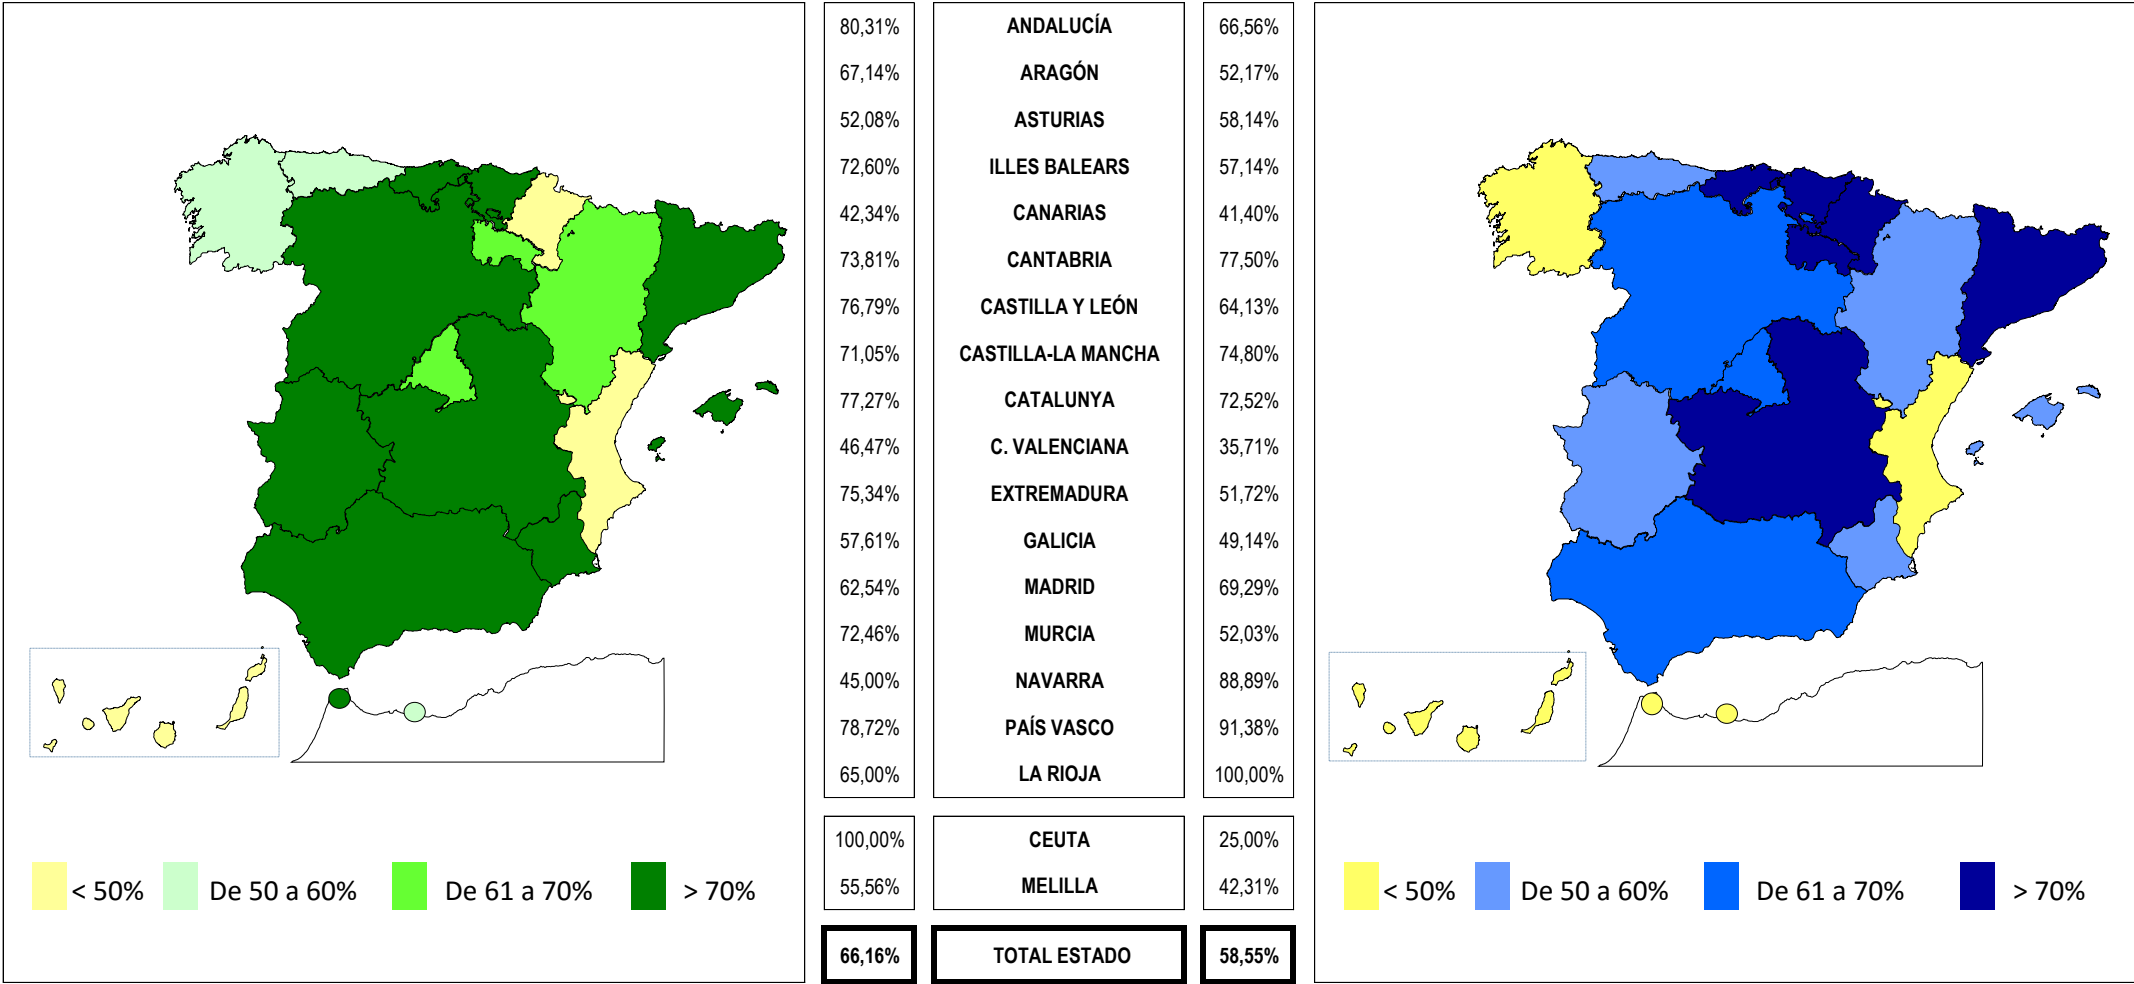 80,31% ANDALUCÍA 66,56%
67,14% ARAGÓN 52,17%
52,08% ASTURIAS 58,14%
72,60% ILLES BALEARS 57,14%
42,34% CANARIAS 41,40%
73,81% CANTABRIA 77,50%
76,79% CASTILLA Y LEÓN 64,13%
71,05% CASTILLA-LA MANCHA 74,80%
77,27% CATALUNYA 72,52%
46,47% C. VALENCIANA 35,71%
75,34% EXTREMADURA 51,72%
57,61% GALICIA 49,14%
62,54% MADRID 69,29%
72,46% MURCIA 52,03%
45,00% NAVARRA 88,89%
78,72% PAÍS VASCO 91,38%
65,00% LA RIOJA 100,00%
100,00% CEUTA 25,00%
55,56% MELILLA 42,31%
66,16% TOTAL ESTADO 58,55%
< 50% De 50 a 60% De 61 a 70% > 70%
< 50% De 50 a 60% De 61 a 70% > 70%